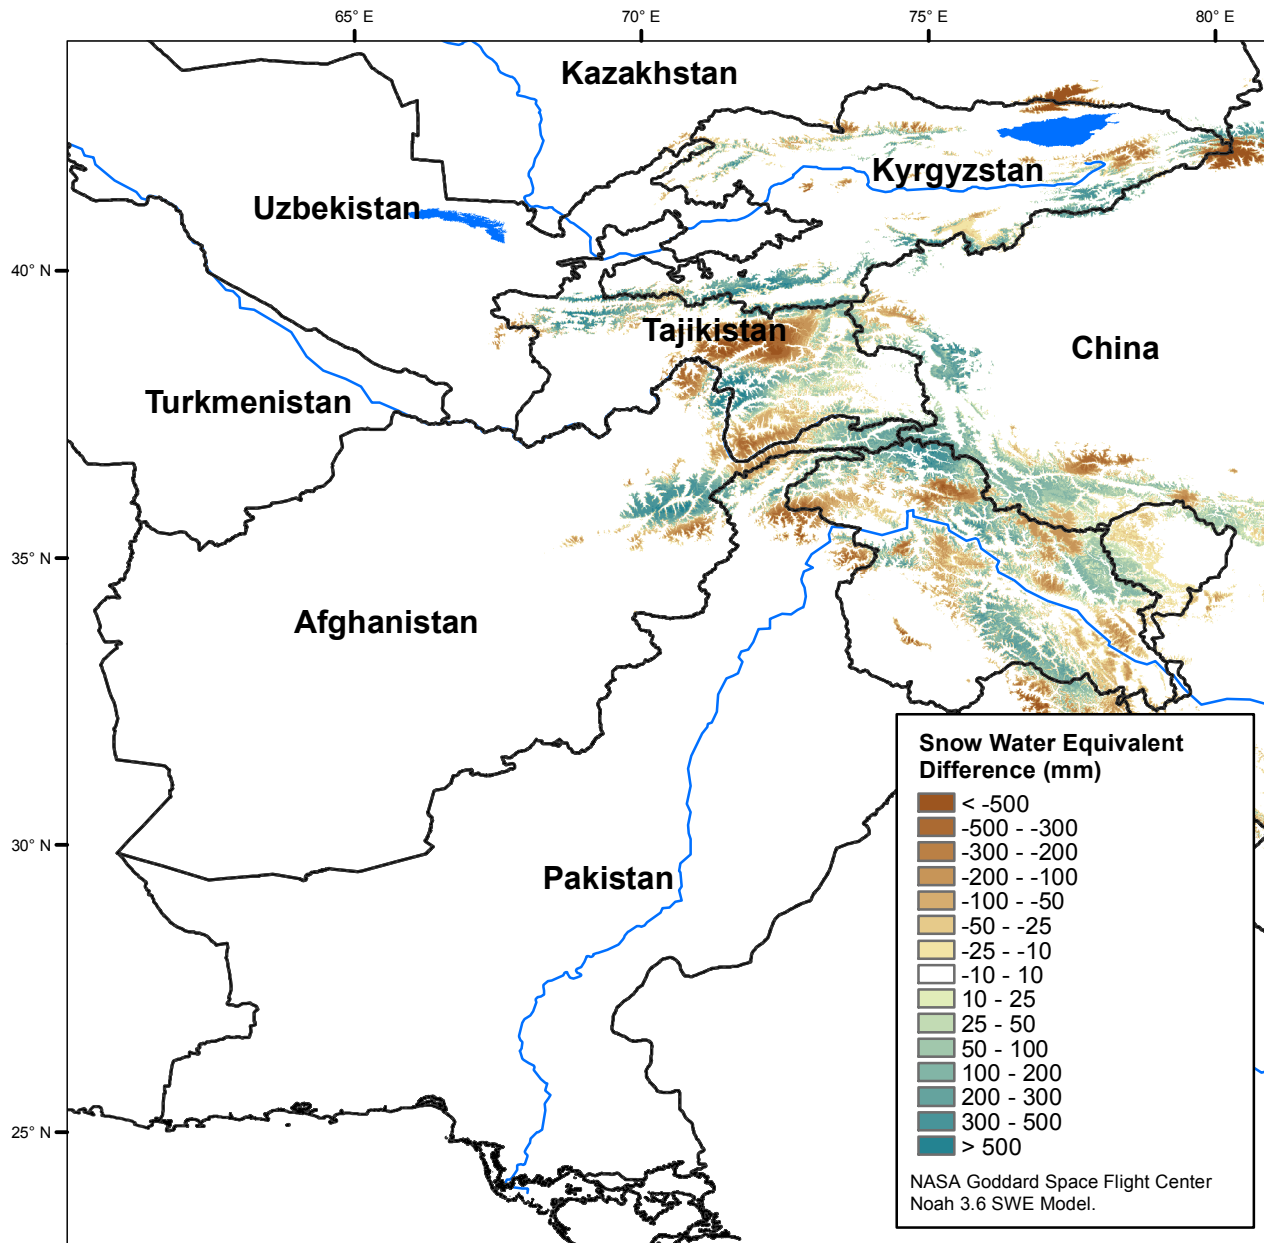 65° E
70° E
75° E
80° E
Kazakhstan
Kyrgyzstan
Uzbekistan
40° N
Tajikistan
China
Turkmenistan
35° N
Afghanistan
Snow Water Equivalent
Difference (mm)
< -500
-500 - -300
-300 - -200
-200 - -100
-100 - -50
-50 - -25
-25 - -10
-10 - 10
10 - 25
25 - 50
50 - 100
100 - 200
200 - 300
300 - 500
> 500
30° N
Pakistan
25° N
NASA Goddard Space Flight Center
Noah 3.6 SWE Model.